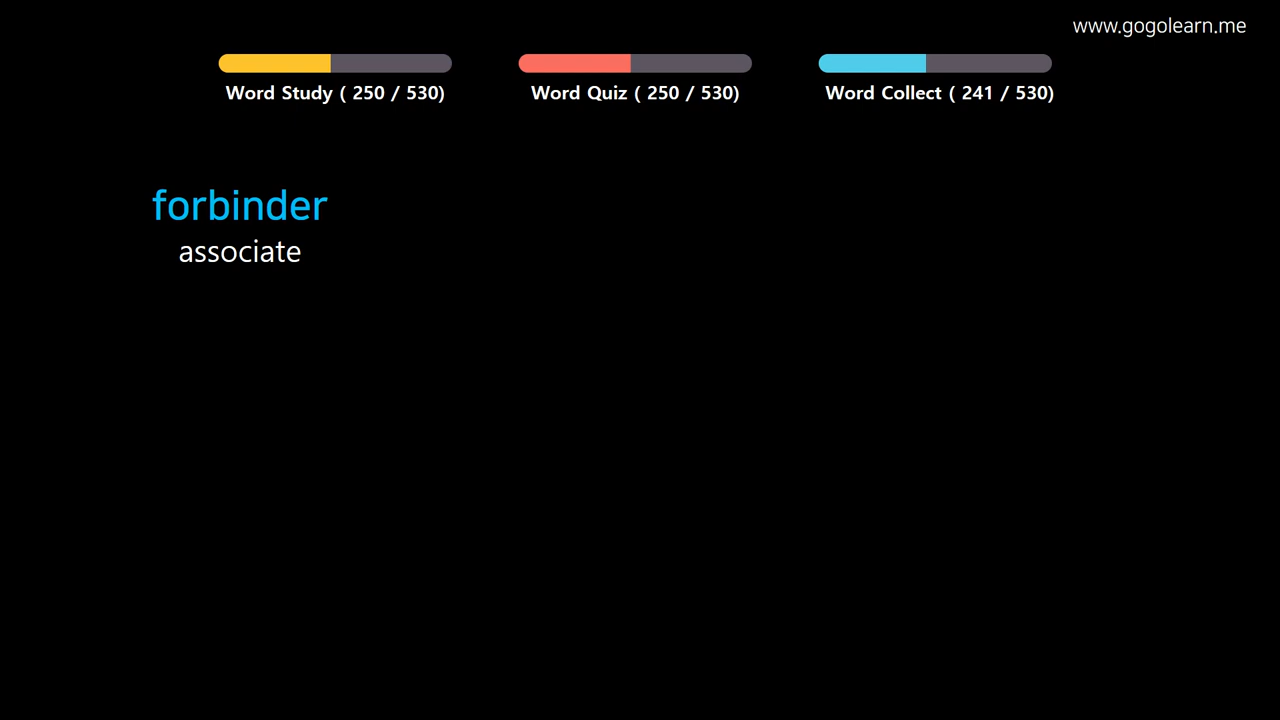 www.gogolearn.me
Word Study ( 250 / 530)
Word Quiz ( 250 / 530)
Word Collect ( 241 / 530)
forbinder
associate